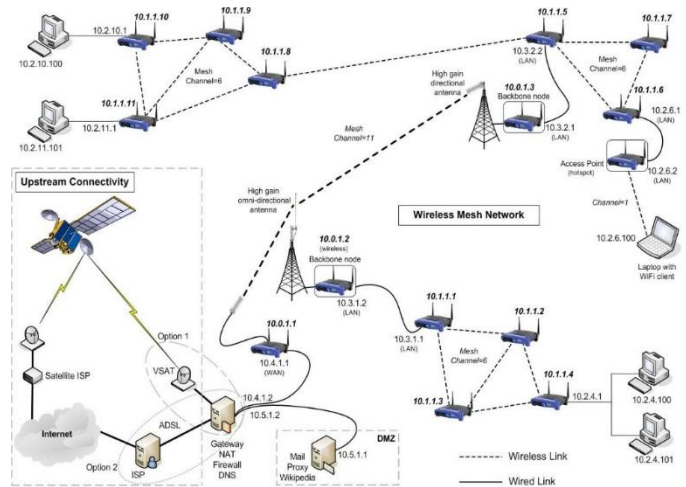 10.2.10.100
10.2.10.1
10.1.1.10
10.1.1.9
10.1.1.8
Mesh
Channel=6
10.1.1.11
10.2.11.1
10.2.11.101
10.1.1.5
10.1.1.7
10.3.2.2
(LAN)
Mesh
Channel=6
10.1.1.6
10.2.6.1
(LAN)
High gain
directional
antenna
10.0.1.3
Backbone node
10.3.2.1
(LAN)
Access Point
(hotspot)
10.2.6.2
(LAN)
Channel=1
10.2.6.100
Laptop with
WiFi client
Mesh
Channel=11
Upstream Connectivity
High gain
omni-directional
antenna
Wireless Mesh Network
10.0.1.2
(wireless)
Backbone node
10.3.1.2
(LAN)
10.0.1.1
10.4.1.1
(WAN)
10.1.1.1
10.3.1.1
(LAN)
10.1.1.2
Mesh
Channel=6
10.1.1.3
10.1.1.4
10.2.4.1
10.2.4.100
10.2.4.101
Option 1
VSAT
Satellite ISP
10.4.1.2
10.5.1.2
Internet
ADSL
Option 2
ISP
Gateway
NAT
Firewall
DNS
DMZ
10.5.1.1
Mail
Proxy
Wikipedia
Wireless Link
Wired Link